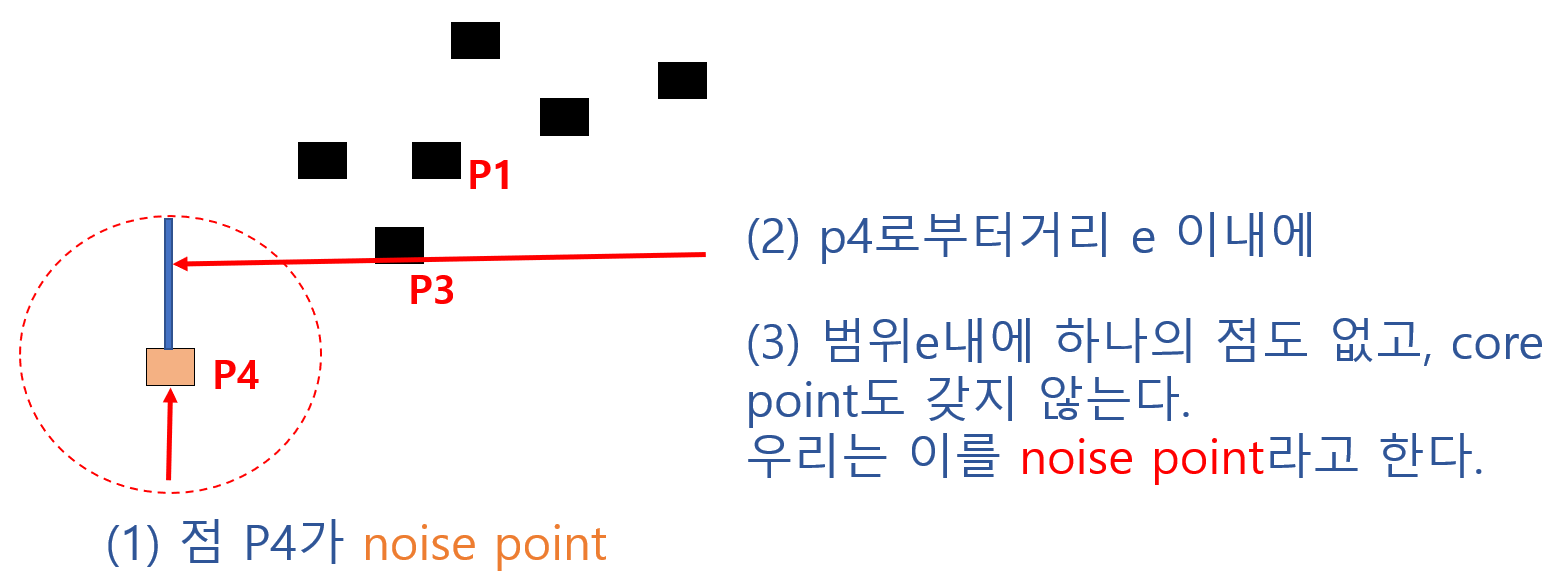 P1
(2) p4로부터거리 e 이내에
P3
(3) 범위e내에 하나의 점도 없고, core
point도 갖지 않는다.
우리는 이를 noise point라고 한다.
P4
(1) 점 P4가 noise point